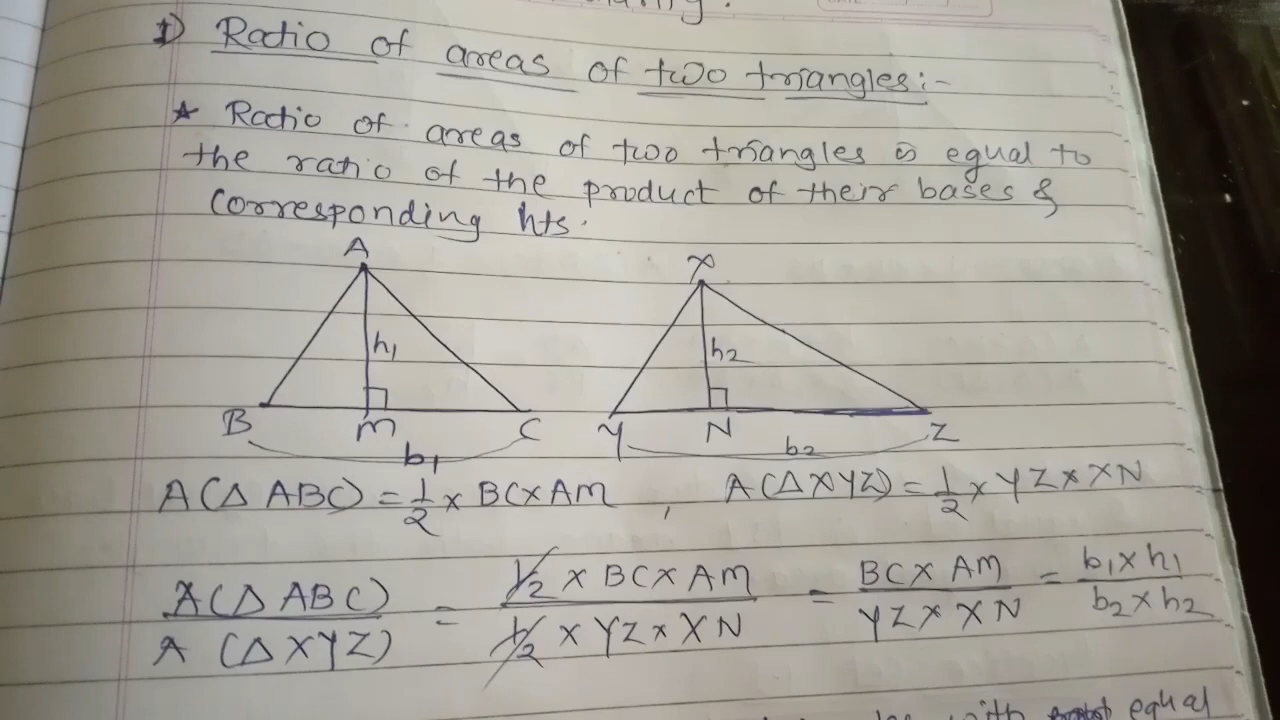 1) Ratio of areas of two triangles:-
* Ratio of areas of two triangles is equal to
the ratio of the product of their bases &
corresponding hts.
A
X
h₁
h₂
B M C
Y N Z
b₁
b₂
A(Δ ABC) = 1/2 × BC × AM , A(ΔXYZ) = 1/2 × YZ × XN
A(Δ ABC) / A(ΔXYZ) = 1/2 × BC × AM / 1/2 × YZ × XN = BC × AM / YZ × XN = b₁ × h₁ / b₂ × h₂
with equal